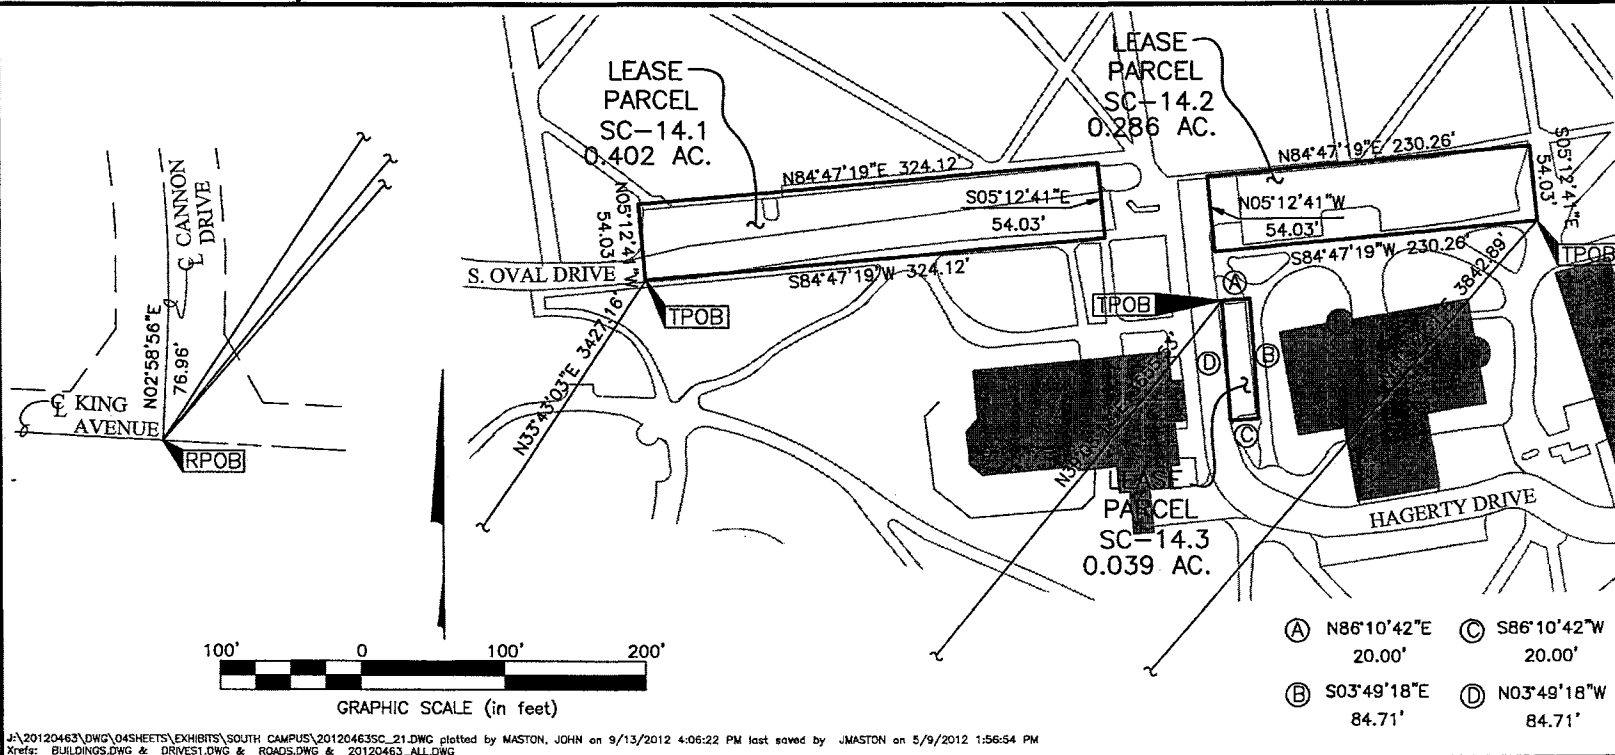 LEASE
PARCEL
SC-14.1
0.402 AC.
LEASE
PARCEL
SC-14.2
0.286 AC.
N84°47'19"E 324.12'
S05°12'41"E
54.03'
N05°12'41"W
54.03'
S84°47'19"W 324.12'
N84°47'19"E 230.26'
S05°12'41"E
54.03'
N05°12'41"W
54.03'
S84°47'19"W 230.26'
3842.89'
TPOB
S. OVAL DRIVE
TPOB
N33°43'03"E 3427.16'
TPOB
A
B
C
D
LEASE
PARCEL
SC-14.3
0.039 AC.
HAGERTY DRIVE
CL CANNON
DRIVE
N02°58'56"E
76.96'
CL KING
AVENUE
RPOB
A N86°10'42"E
20.00'
C S86°10'42"W
20.00'
B S03°49'18"E
84.71'
D N03°49'18"W
84.71'
100' 0 100' 200'
GRAPHIC SCALE (in feet)
J:\20120463\DWG\04SHEETS\EXHIBITS\SOUTH CAMPUS\20120463SC_21.DWG plotted by MASTON, JOHN on 9/13/2012 4:06:22 PM last saved by JMASTON on 5/9/2012 1:56:54 PM
Xrefs: BUILDINGS.DWG & DRIVES1.DWG & ROADS.DWG & 20120463_ALL.DWG